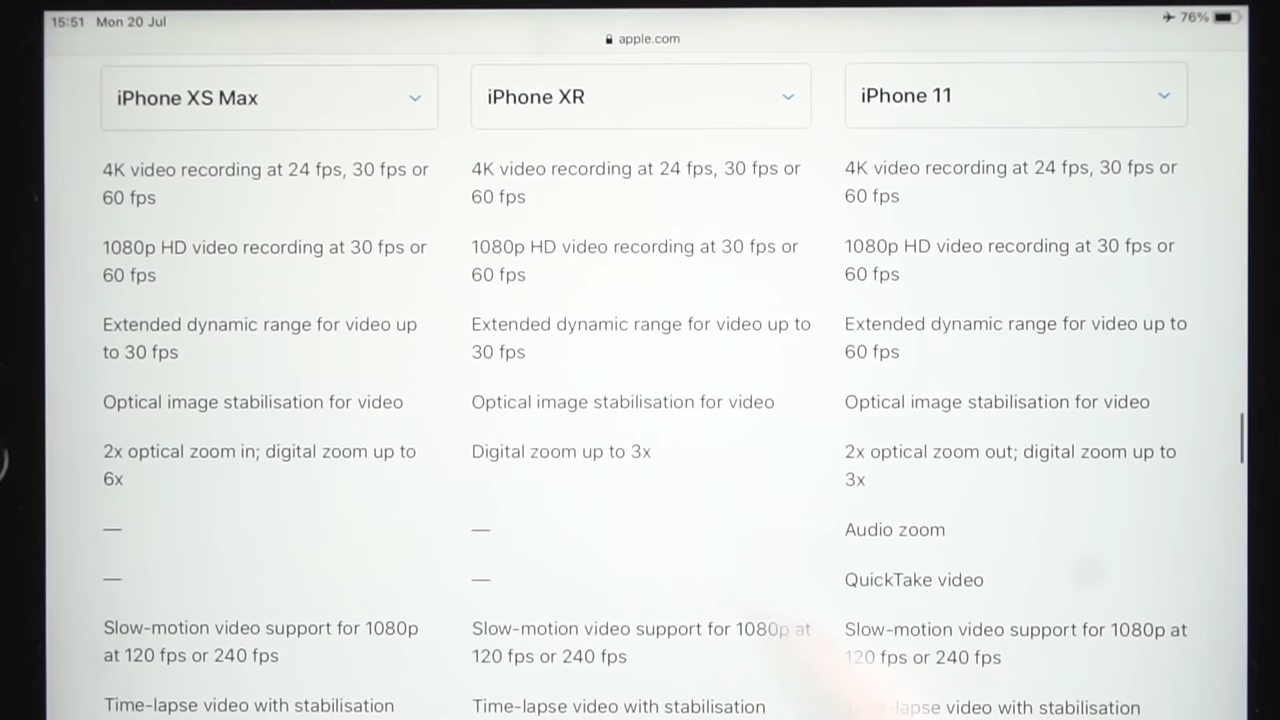 15:51 Mon 20 Jul
76%
apple.com
iPhone XS Max
iPhone XR
iPhone 11
4K video recording at 24 fps, 30 fps or
60 fps
4K video recording at 24 fps, 30 fps or
60 fps
4K video recording at 24 fps, 30 fps or
60 fps
1080p HD video recording at 30 fps or
60 fps
1080p HD video recording at 30 fps or
60 fps
1080p HD video recording at 30 fps or
60 fps
Extended dynamic range for video up
to 30 fps
Extended dynamic range for video up to
30 fps
Extended dynamic range for video up to
60 fps
Optical image stabilisation for video
Optical image stabilisation for video
Optical image stabilisation for video
2x optical zoom in; digital zoom up to
6x
Digital zoom up to 3x
2x optical zoom out; digital zoom up to
3x
—
—
Audio zoom
—
—
QuickTake video
Slow-motion video support for 1080p
at 120 fps or 240 fps
Slow-motion video support for 1080p at
120 fps or 240 fps
Slow-motion video support for 1080p at
120 fps or 240 fps
Time-lapse video with stabilisation
Time-lapse video with stabilisation
-lapse video with stabilisation